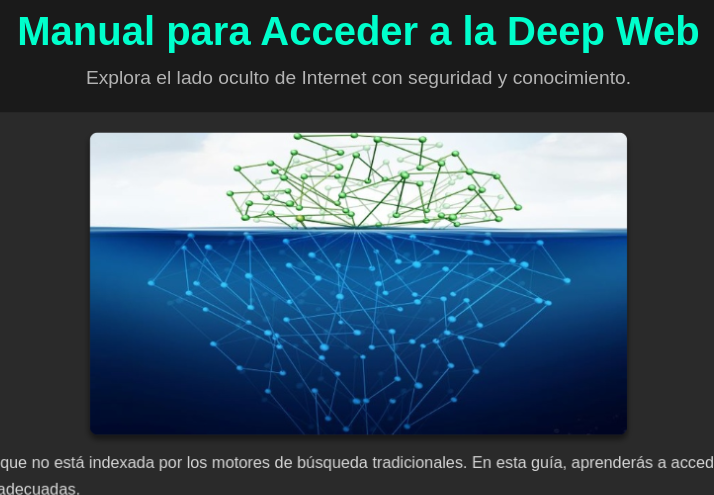 Manual para Acceder a la Deep Web
Explora el lado oculto de Internet con seguridad y conocimiento.
que no está indexada por los motores de búsqueda tradicionales. En esta guía, aprenderás a acced
adecuadas.